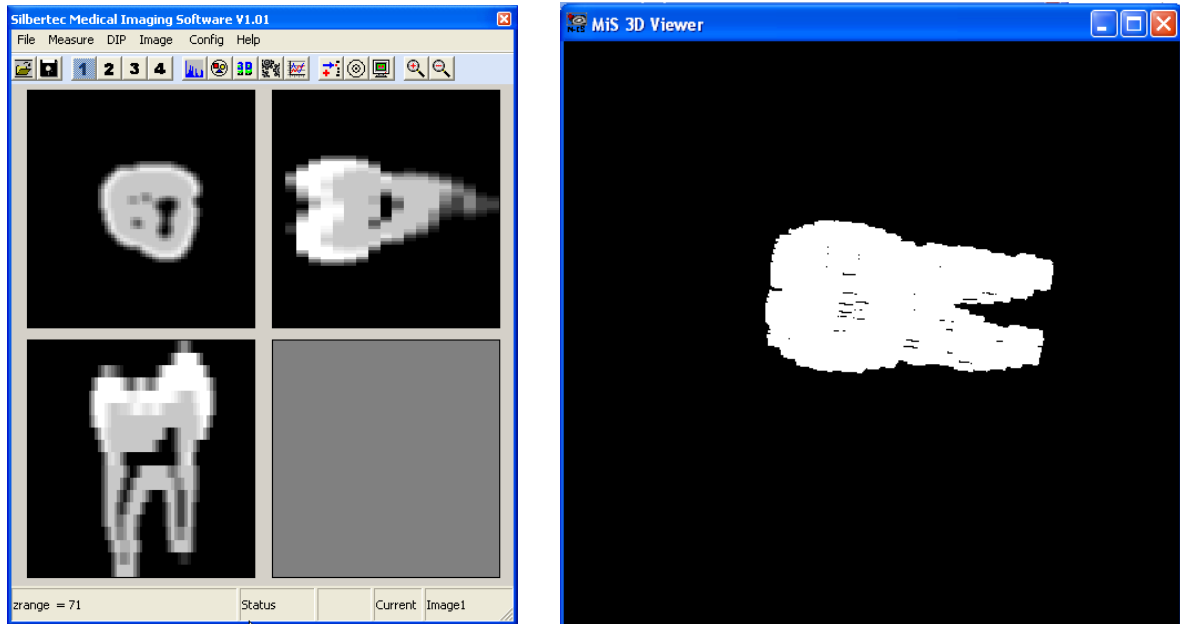 Silbertec Medical Imaging Software V1.01
File Measure DIP Image Config Help
1 2 3 4 3D
zrange = 71 Status Current Image1
MiS 3D Viewer